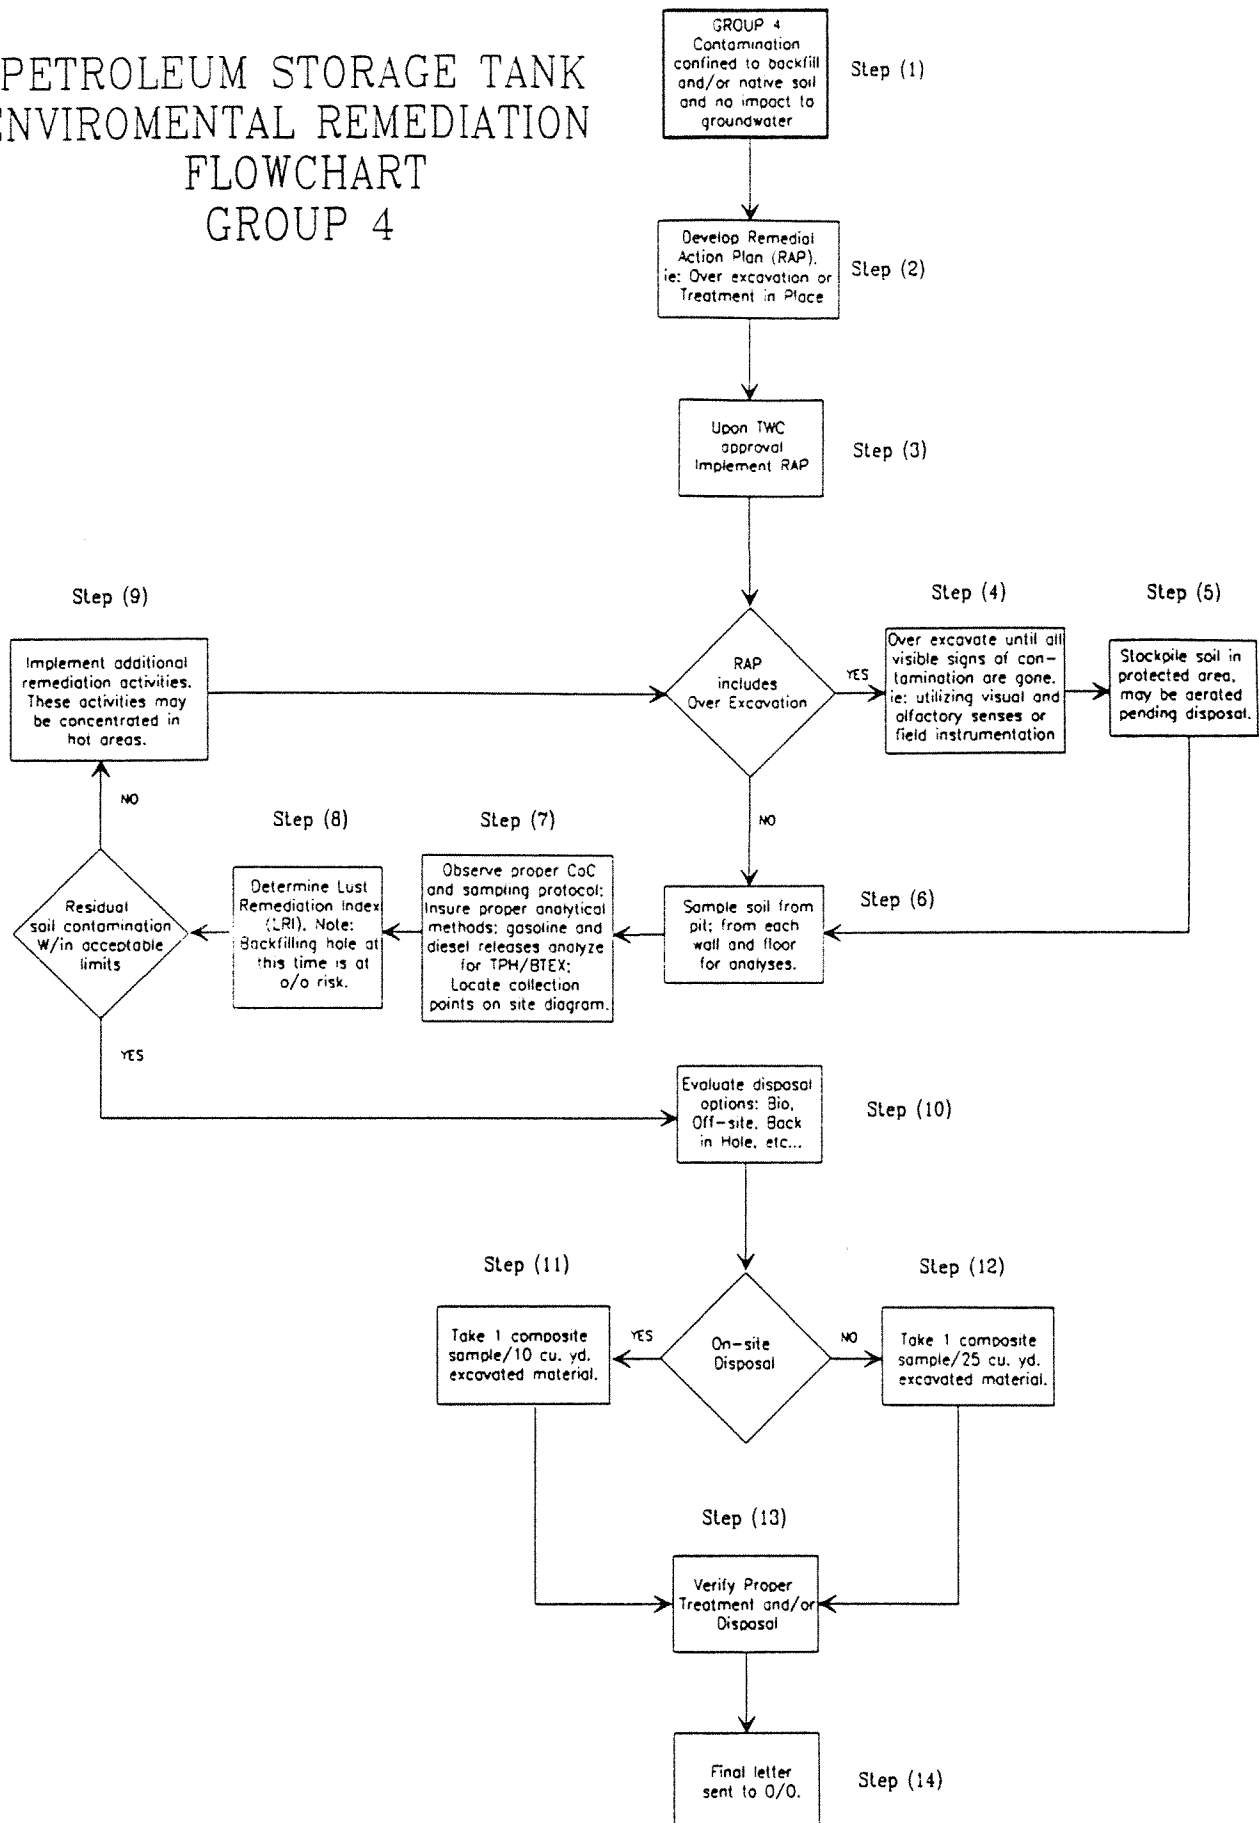 PETROLEUM STORAGE TANK
ENVIROMENTAL REMEDIATION
FLOWCHART
GROUP 4
GROUP 4
Contamination
confined to backfill
and/or native soil
and no impact to
groundwater
Step (1)
Develop Remedial
Action Plan (RAP),
ie: Over excavation or
Treatment in Place
Step (2)
Upon TWC
approval
Implement RAP
Step (3)
Step (9)
Implement additional
remediation activities.
These activities may
be concentrated in
hot areas.
RAP
includes
Over Excavation
YES
NO
Step (4)
Over excavate until all
visible signs of con-
tamination are gone.
ie: utilizing visual and
olfactory senses or
field instrumentation
Step (5)
Stockpile soil in
protected area,
may be aerated
pending disposal.
NO
Residual
soil contamination
W/in acceptable
limits
YES
Step (8)
Determine Lust
Remediation Index
(LRI). Note:
Backfilling hole at
this time is at
o/o risk.
Step (7)
Observe proper CoC
and sampling protocol;
Insure proper analytical
methods; gasoline and
diesel releases analyze
for TPH/BTEX;
Locate collection
points on site diagram.
Sample soil from
pit; from each
wall and floor
for analyses.
Step (6)
Evaluate disposal
options: Bio,
Off-site, Back
in Hole, etc...
Step (10)
Step (11)
Take 1 composite
sample/10 cu. yd.
excavated material.
YES
On-site
Disposal
NO
Step (12)
Take 1 composite
sample/25 cu. yd.
excavated material.
Step (13)
Verify Proper
Treatment and/or
Disposal
Final letter
sent to O/O.
Step (14)